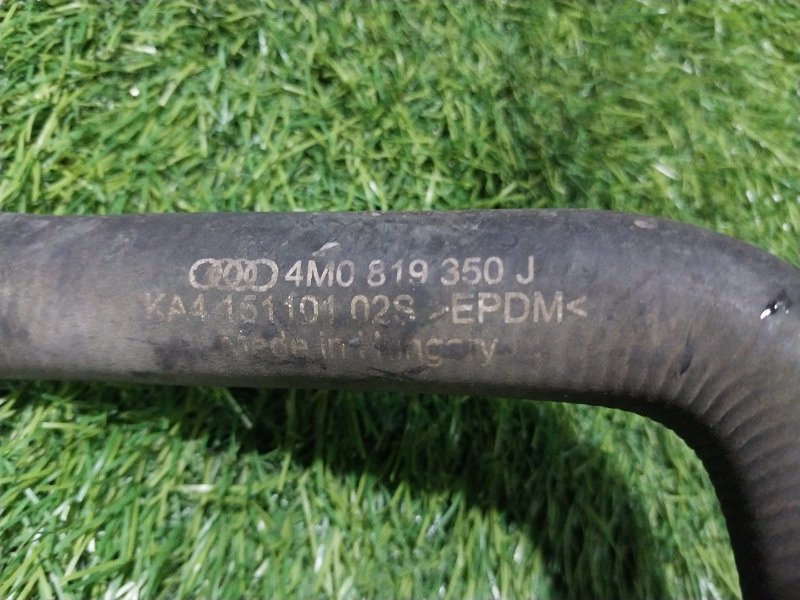 4M0 819 350 J
KA4 151101 02S >EPDM<
Made in Hungary